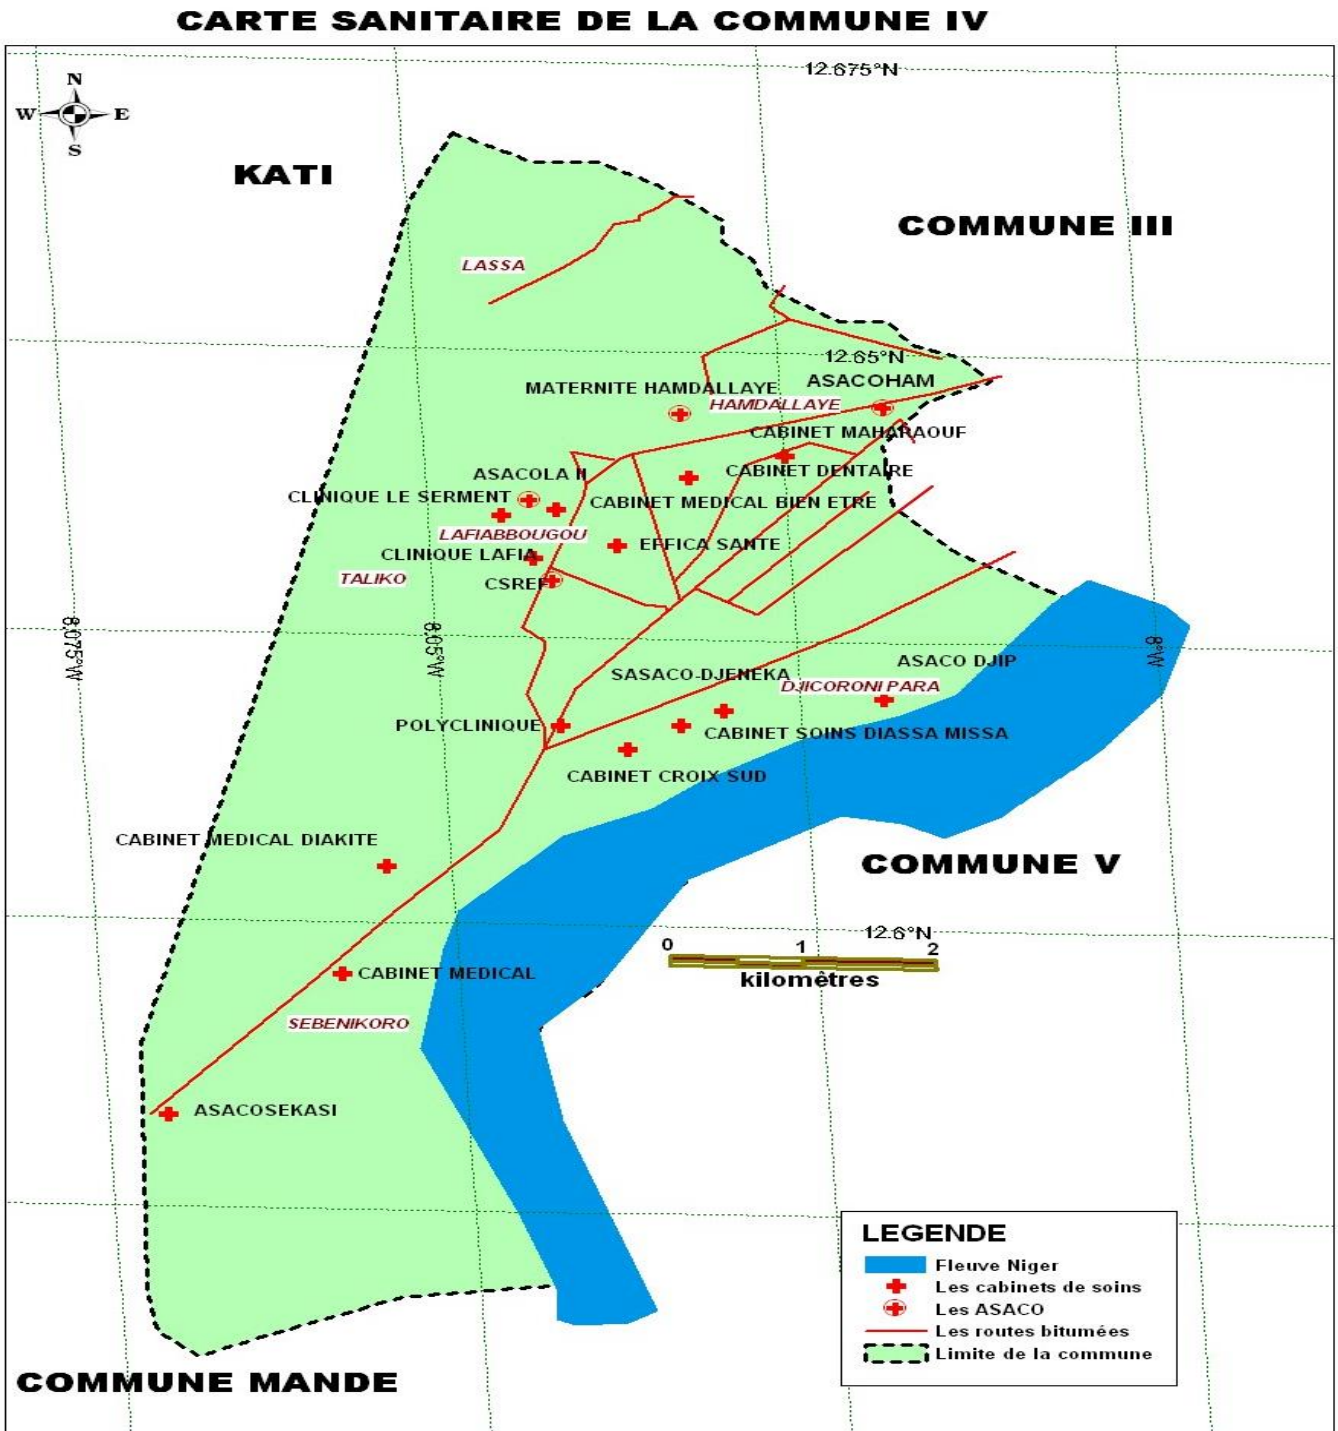 CARTE SANITAIRE DE LA COMMUNE IV
12.675°N
N
W E
S
KATI
COMMUNE III
LASSA
12.65°N
ASACOHAM
MATERNITE HAMDALLAYE
HAMDALLAYE
CABINET MAHARAOUF
CABINET DENTAIRE
ASACOLA II
CLINIQUE LE SERMENT
CABINET MEDICAL BIEN ETRE
LAFIABBOUGOU
EFFICA SANTE
CLINIQUE LAFIA
TALIKO
CSREF
8.075°W
8.05°W
8°W
ASACO DJIP
SASACO-DJENEKA
DJICORONI PARA
POLYCLINIQUE
CABINET SOINS DIASSA MISSA
CABINET CROIX SUD
CABINET MEDICAL DIAKITE
COMMUNE V
12.6°N
0 1 2
kilomètres
CABINET MEDICAL
SEBENIKORO
ASACOSEKASI
LEGENDE
Fleuve Niger
Les cabinets de soins
Les ASACO
Les routes bitumées
Limite de la commune
COMMUNE MANDE